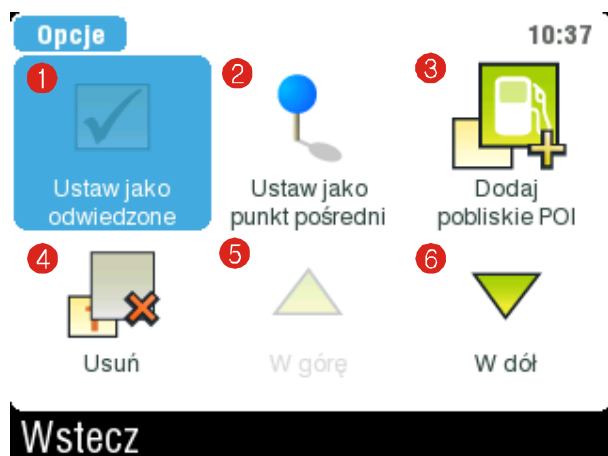 Opcje 10:37
1 2 3
Ustaw jako Ustaw jako Dodaj
odwiedzone punkt pośredni pobliskie POI
4 5 6
Usuń W górę W dół
Wstecz